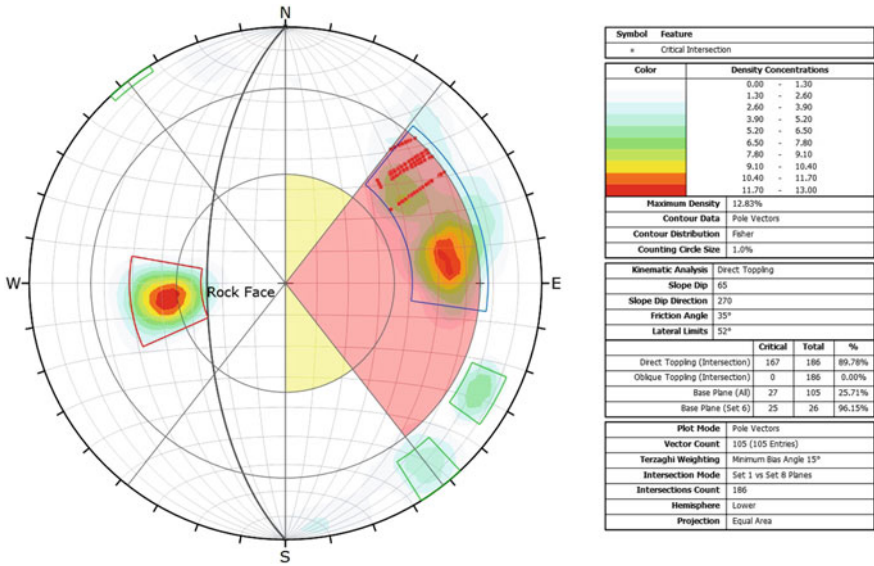 N
W
E
S
Rock Face
Symbol Feature
Critical Intersection
Color Density Concentrations
0.00 - 1.30
1.30 - 2.60
2.60 - 3.90
3.90 - 5.20
5.20 - 6.50
6.50 - 7.80
7.80 - 9.10
9.10 - 10.40
10.40 - 11.70
11.70 - 13.00
Maximum Density 12.83%
Contour Data Pole Vectors
Contour Distribution Fisher
Counting Circle Size 1.0%
Kinematic Analysis Direct Toppling
Slope Dip 65
Slope Dip Direction 270
Friction Angle 35°
Lateral Limits 52°
Critical Total %
Direct Toppling (Intersection) 167 186 89.78%
Oblique Toppling (Intersection) 0 186 0.00%
Base Plane (All) 27 105 25.71%
Base Plane (Set 6) 25 26 96.15%
Plot Mode Pole Vectors
Vector Count 105 (105 Entries)
Terzaghi Weighting Minimum Bias Angle 15°
Intersection Mode Set 1 vs Set 8 Planes
Intersections Count 186
Hemisphere Lower
Projection Equal Area